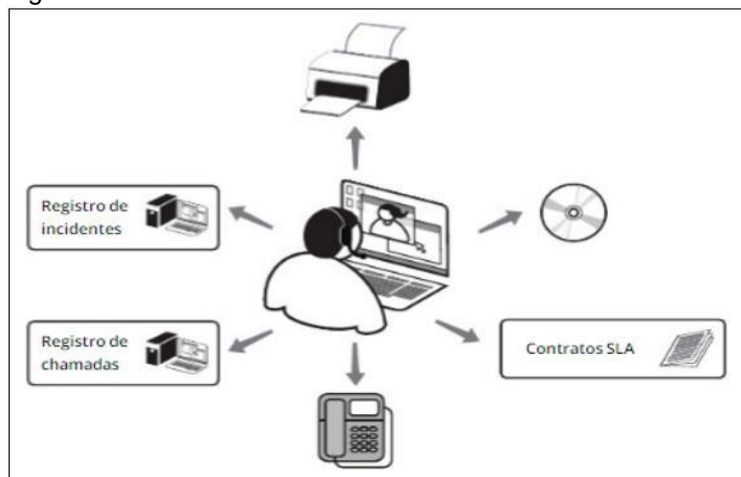 Registro de
incidentes
Registro de
chamadas
Contratos SLA